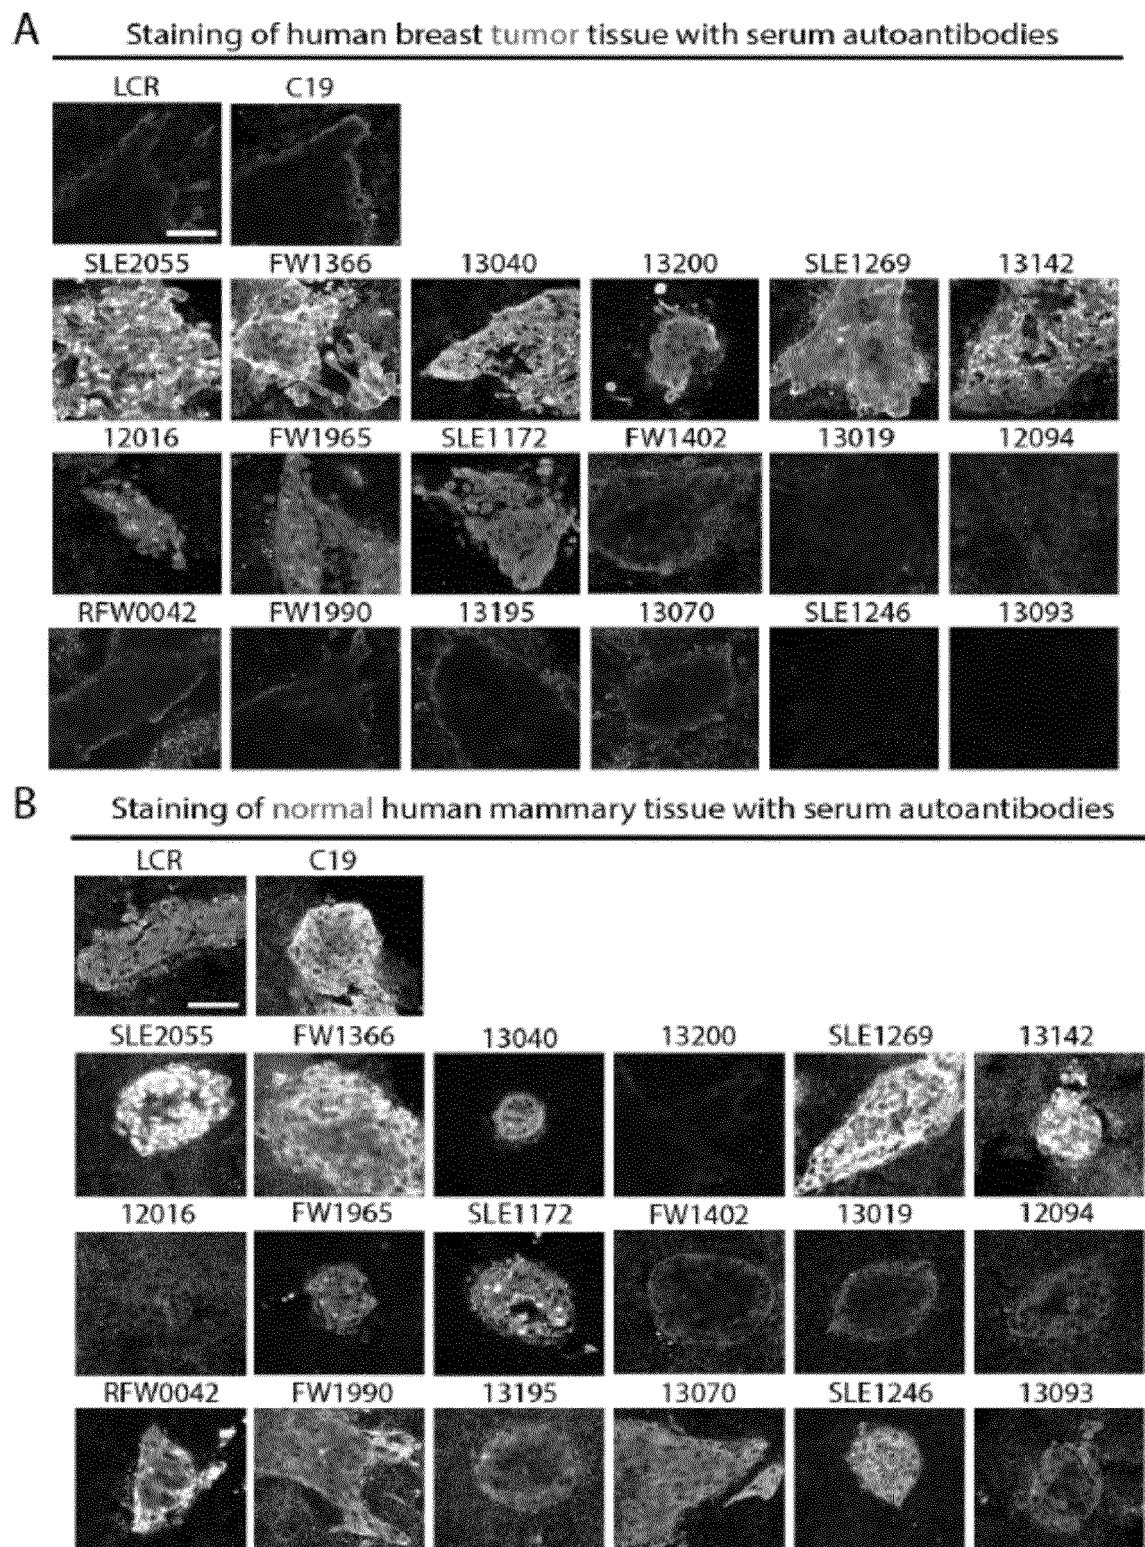 A Staining of human breast tumor tissue with serum autoantibodies
LCR C19
SLE2055 FW1366 13040 13200 SLE1269 13142
12016 FW1965 SLE1172 FW1402 13019 12094
RFW0042 FW1990 13195 13070 SLE1246 13093
B Staining of normal human mammary tissue with serum autoantibodies
LCR C19
SLE2055 FW1366 13040 13200 SLE1269 13142
12016 FW1965 SLE1172 FW1402 13019 12094
RFW0042 FW1990 13195 13070 SLE1246 13093